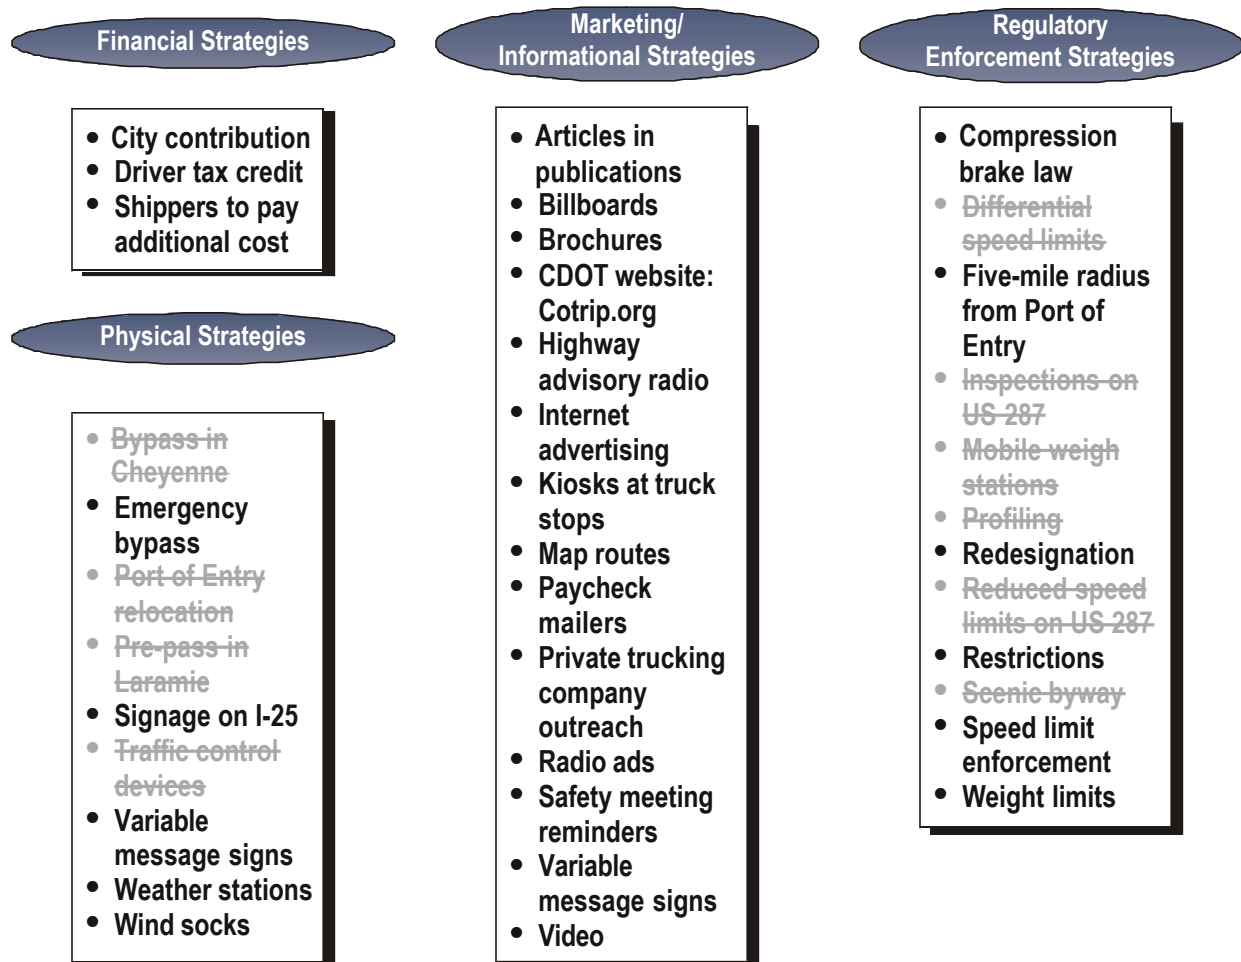 Financial Strategies
• City contribution
• Driver tax credit
• Shippers to pay
additional cost
Physical Strategies
• Bypass in
Cheyenne
• Emergency
bypass
• Port of Entry
relocation
• Pre-pass in
Laramie
• Signage on I-25
• Traffic control
devices
• Variable
message signs
• Weather stations
• Wind socks
Marketing/
Informational Strategies
• Articles in
publications
• Billboards
• Brochures
• CDOT website:
Cotrip.org
• Highway
advisory radio
• Internet
advertising
• Kiosks at truck
stops
• Map routes
• Paycheck
mailers
• Private trucking
company
outreach
• Radio ads
• Safety meeting
reminders
• Variable
message signs
• Video
Regulatory
Enforcement Strategies
• Compression
brake law
• Differential
speed limits
• Five-mile radius
from Port of
Entry
• Inspections on
US 287
• Mobile weigh
stations
• Profiling
• Redesignation
• Reduced speed
limits on US 287
• Restrictions
• Scenic byway
• Speed limit
enforcement
• Weight limits